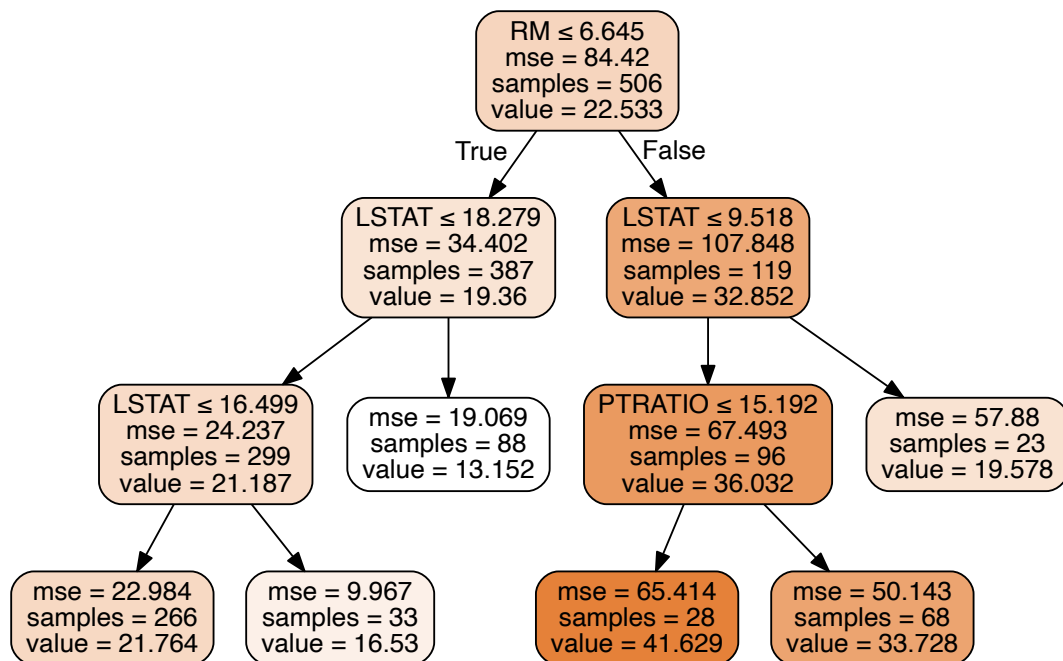 RM ≤ 6.645
mse = 84.42
samples = 506
value = 22.533
True
False
LSTAT ≤ 18.279
mse = 34.402
samples = 387
value = 19.36
LSTAT ≤ 9.518
mse = 107.848
samples = 119
value = 32.852
LSTAT ≤ 16.499
mse = 24.237
samples = 299
value = 21.187
mse = 19.069
samples = 88
value = 13.152
PTRATIO ≤ 15.192
mse = 67.493
samples = 96
value = 36.032
mse = 57.88
samples = 23
value = 19.578
mse = 22.984
samples = 266
value = 21.764
mse = 9.967
samples = 33
value = 16.53
mse = 65.414
samples = 28
value = 41.629
mse = 50.143
samples = 68
value = 33.728